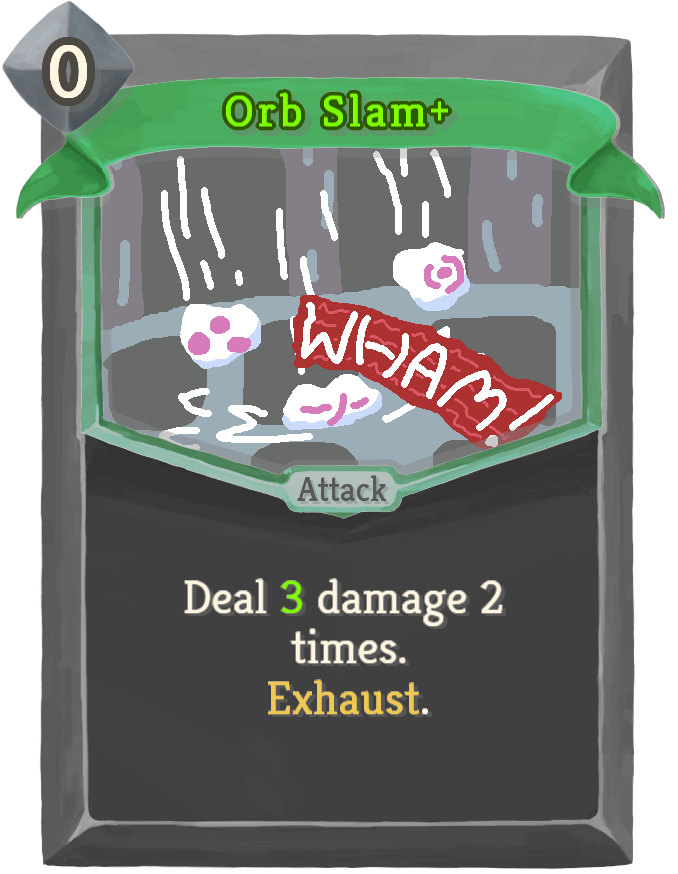 0
Orb Slam+
WHAM!
Attack
Deal 3 damage 2
times.
Exhaust.